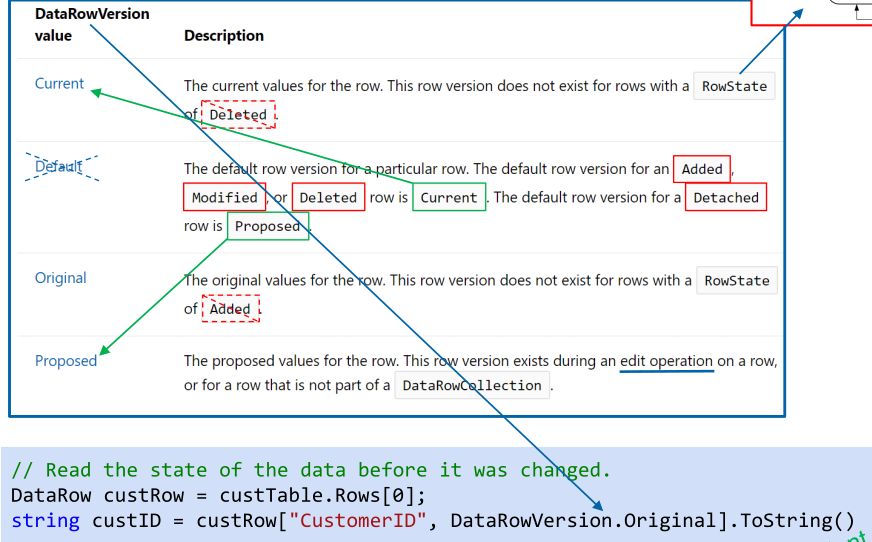 DataRowVersion
value Description
Current The current values for the row. This row version does not exist for rows with a RowState
of Deleted.
Default The default row version for a particular row. The default row version for an Added,
Modified, or Deleted row is Current. The default row version for a Detached
row is Proposed.
Original The original values for the row. This row version does not exist for rows with a RowState
of Added.
Proposed The proposed values for the row. This row version exists during an edit operation on a row,
or for a row that is not part of a DataRowCollection.
// Read the state of the data before it was changed.
DataRow custRow = custTable.Rows[0];
string custID = custRow["CustomerID", DataRowVersion.Original].ToString()